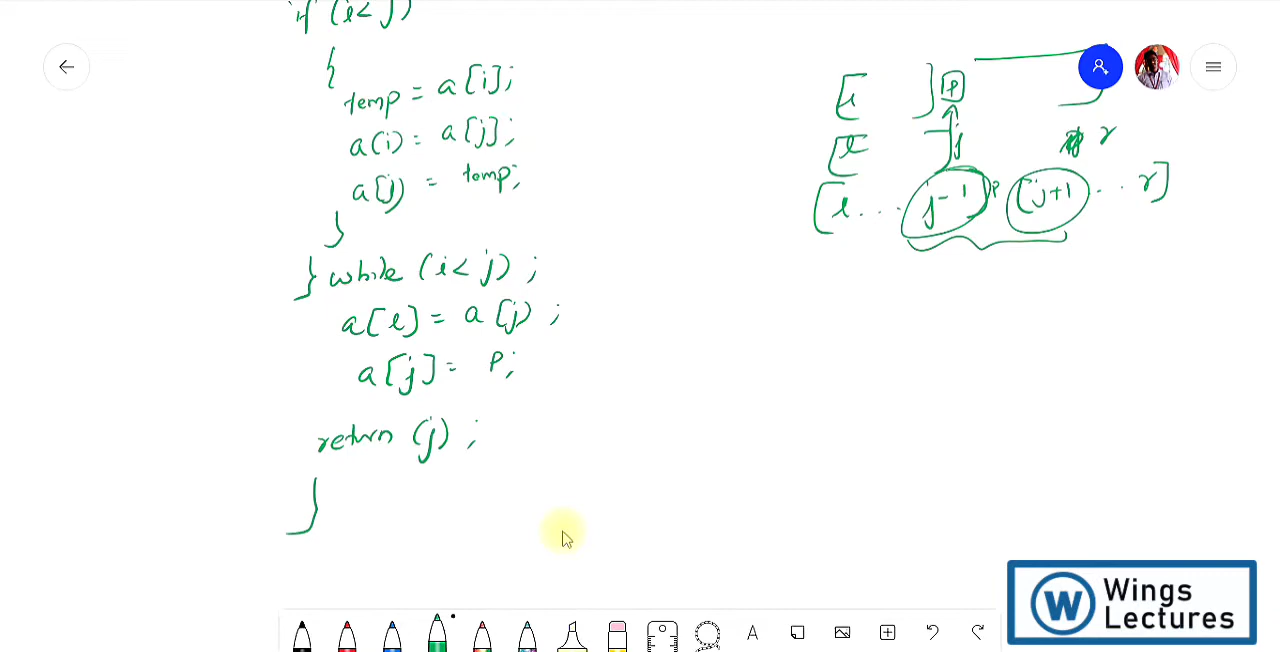 if (l < j)
{
temp = a[i];
a(i) = a[j];
a[j) = temp;
}
} while (i < j) ;
a[l] = a[j) ;
a[j] = P;
return (j) ;
}
[l ] P
[l ] j r
[l ... j-1] P [j+1 ... r]
A
W Wings
Lectures